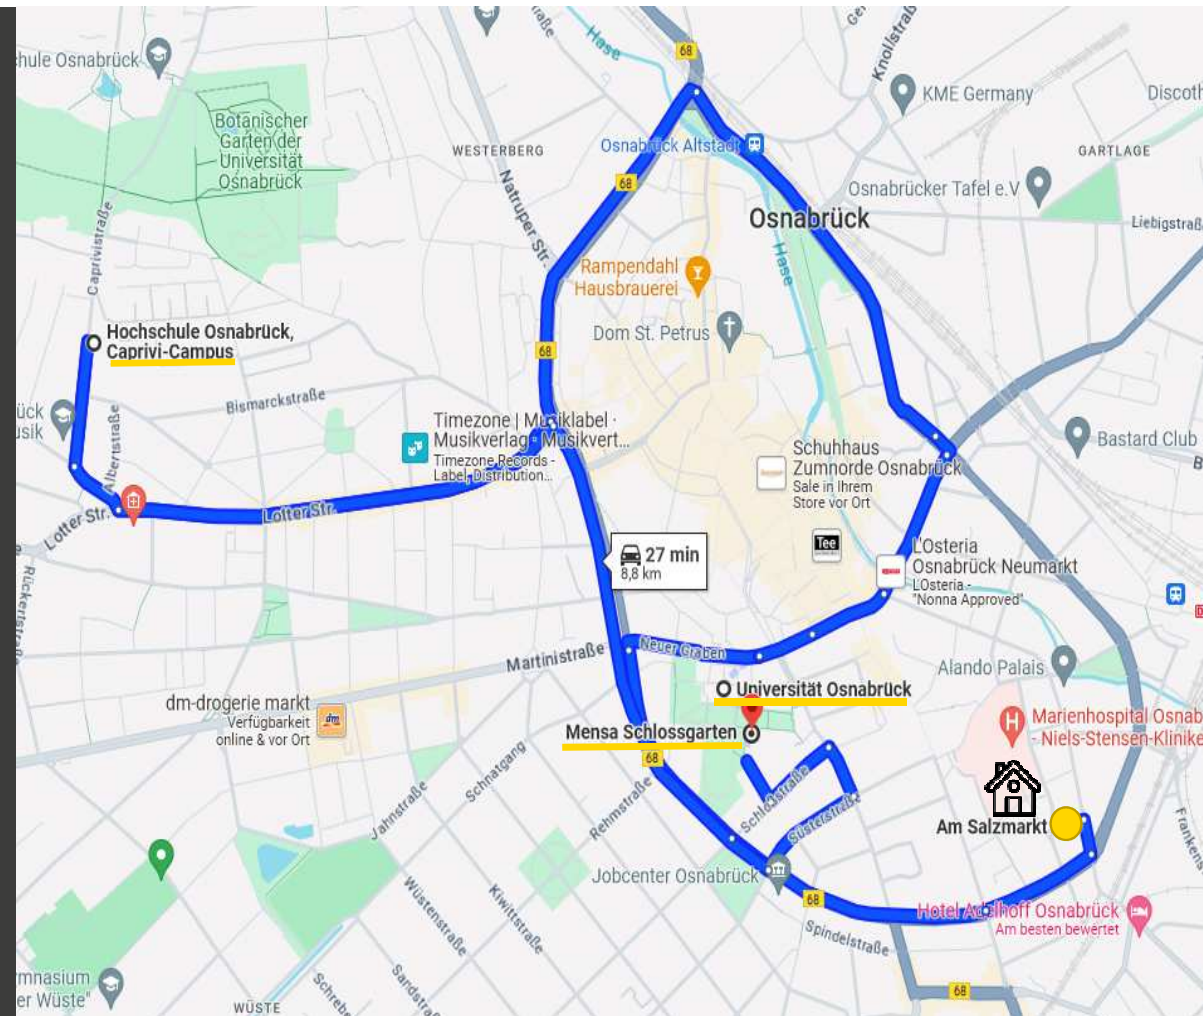 68
Hase
Knollstraß
hule Osnabrück
KME Germany
Discoth
Botanischer
Garten der
Universität
Osnabrück
WESTERBERG
Osnabrück Altstadt
GARTLAGE
68
Natruper Str.
Osnabrücker Tafel e.V
Osnabrück
Liebigstraß
Caprivistraße
Hase
Rampendahl
Hausbrauerei
Dom St. Petrus
Hochschule Osnabrück,
Caprivi-Campus
68
Bismarckstraße
ück
usik
Albertstraße
Timezone | Musiklabel ·
Musikverlag · Musikvert...
Timezone Records -
Label, Distribution...
Bastard Club
Schuhhaus
Zumnorde Osnabrück
Sale in Ihrem
Store vor Ort
Lotter Str.
Lotter Str.
Tee
27 min
8,8 km
L'Osteria
Osnabrück Neumarkt
L'Osteria -
"Nonna Approved"
Rückertstraße
Neuer Graben
Martinistraße
Alando Palais
Universität Osnabrück
dm-drogerie markt
Verfügbarkeit
online & vor Ort
dm
Mensa Schlossgarten
H
Marienhospital Osnab
- Niels-Stensen-Klinike
68
Schnatgang
Jahnstraße
Rehmstraße
Schloßstraße
Süsterstraße
Am Salzmarkt
Frankens
Jobcenter Osnabrück
Wüstenstraße
Kiwittstraße
68
Hotel Adelhoff Osnabrück
Am besten bewertet
Spindelstraße
mnasium
er Wüste"
Sandstra
Schrebe
68
WÜSTE